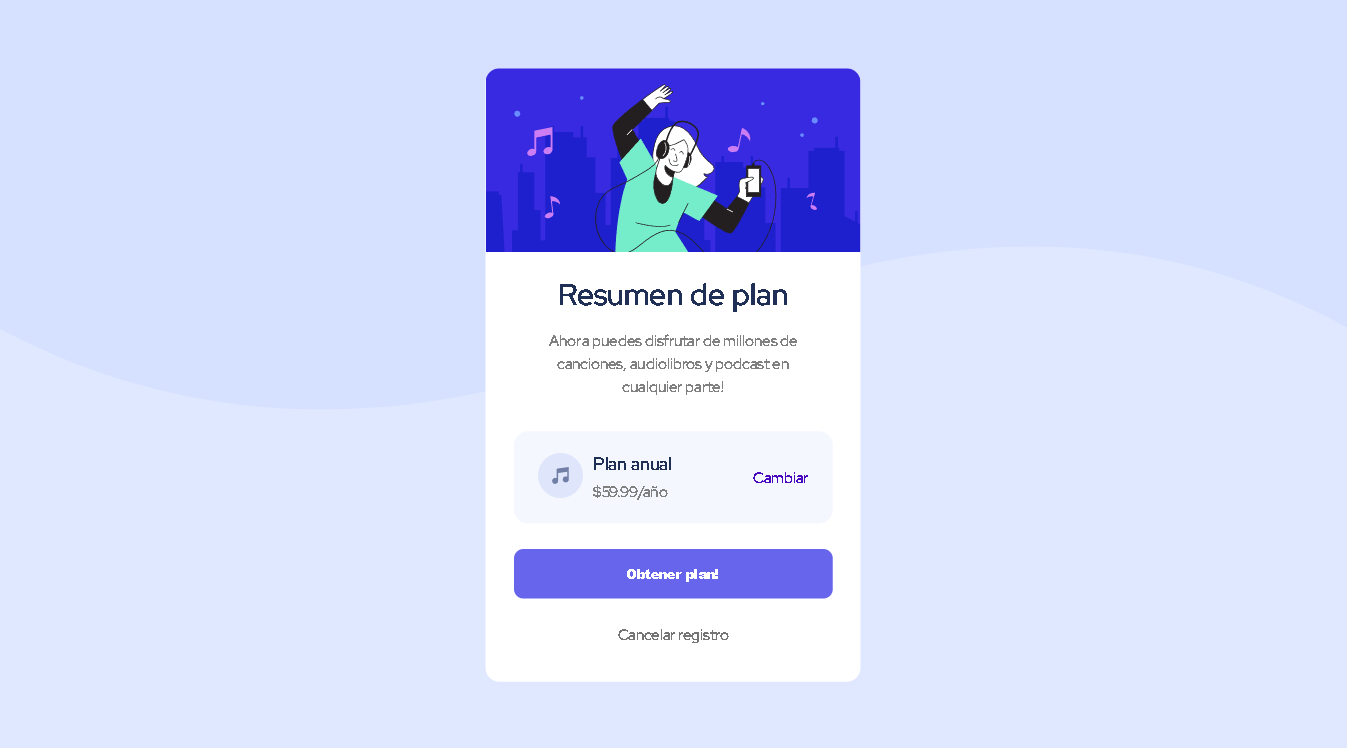 Resumen de plan
Ahora puedes disfrutar de millones de
canciones, audiolibros y podcast en
cualquier parte!
Plan anual
$59.99/año
Cambiar
Obtener plan!
Cancelar registro